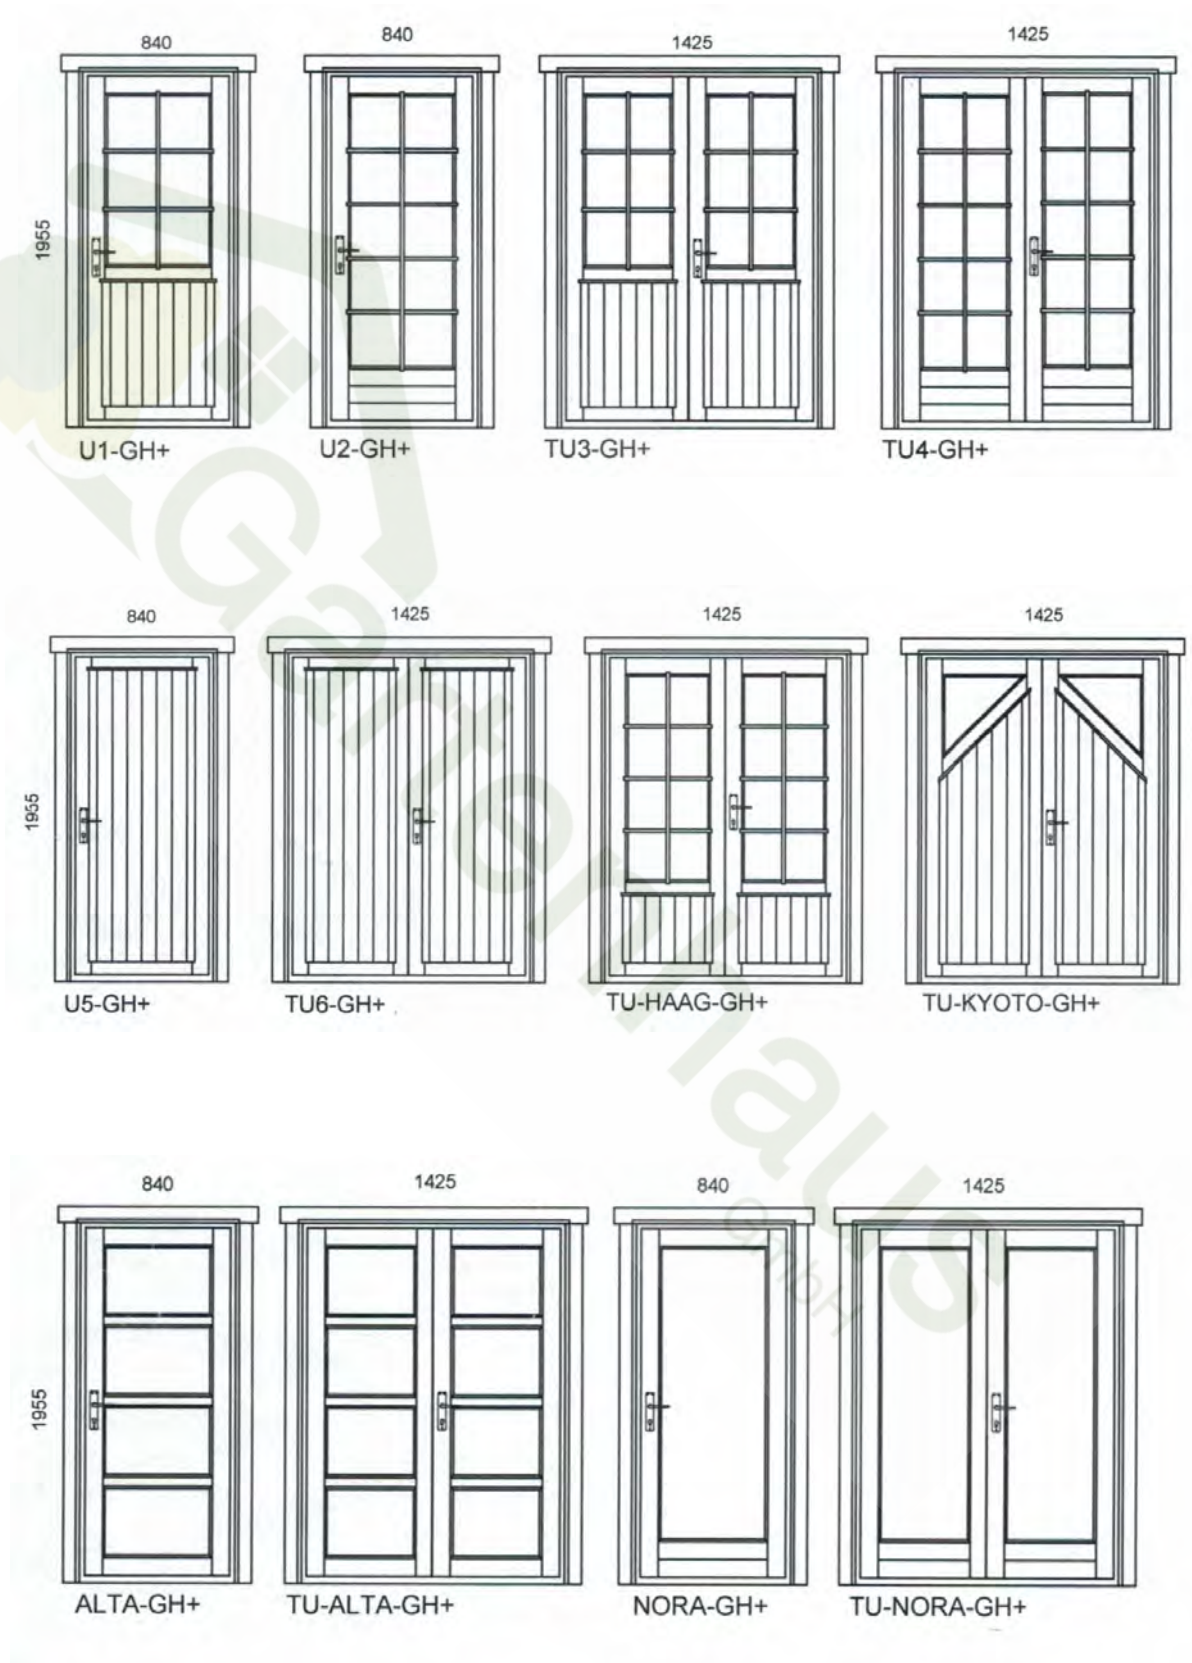 840
840
1425
1425
1955
U1-GH+
U2-GH+
TU3-GH+
TU4-GH+
840
1425
1425
1425
1955
U5-GH+
TU6-GH+
TU-HAAG-GH+
TU-KYOTO-GH+
840
1425
840
1425
1955
ALTA-GH+
TU-ALTA-GH+
NORA-GH+
TU-NORA-GH+
Gartenhaus
GmbH